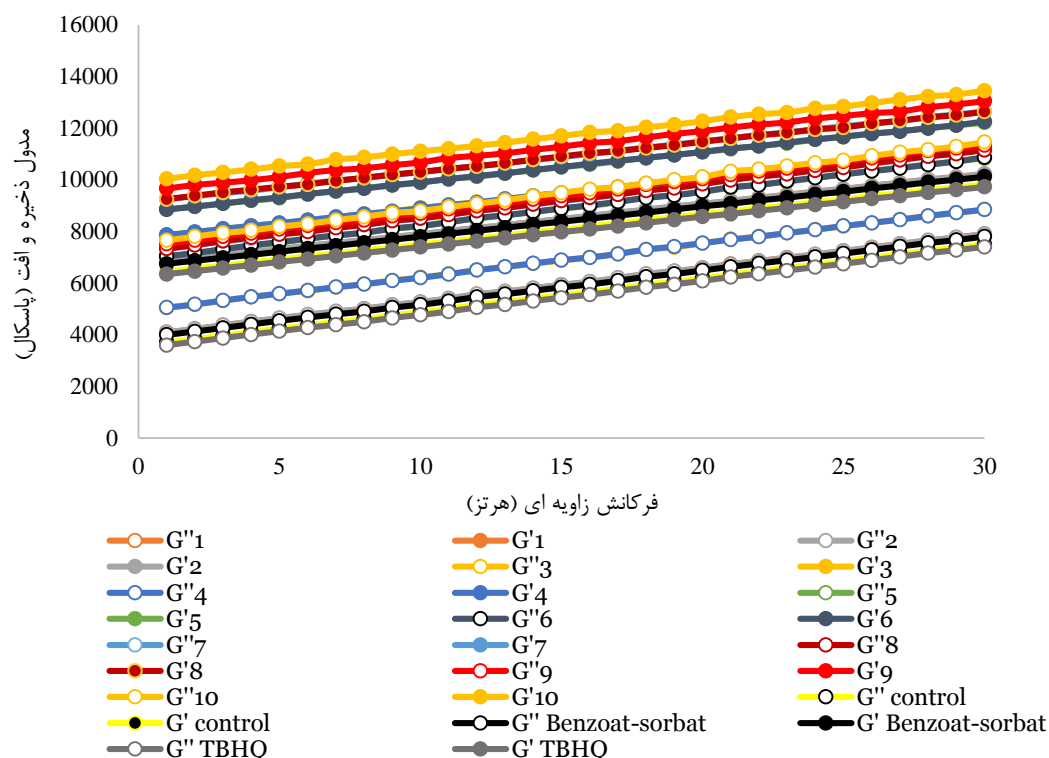 16000
14000
12000
10000
8000
6000
4000
2000
0
مدول ذخیره و افت (پاسکال)
0 5 10 15 20 25 30
فرکانش زاویه ای (هرتز)
G''1 G'1 G''2
G'2 G''3 G'3
G''4 G'4 G''5
G'5 G''6 G'6
G''7 G'7 G''8
G'8 G''9 G'9
G''10 G'10 G'' control
G' control G'' Benzoat-sorbat G' Benzoat-sorbat
G'' TBHQ G' TBHQ